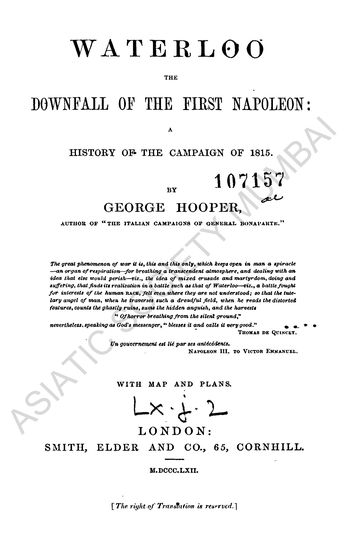 WATERLOO
THE
DOWNFALL OF THE FIRST NAPOLEON:
A
HISTORY OF THE CAMPAIGN OF 1815.
107157
BY
GEORGE HOOPER,
AUTHOR OF "THE ITALIAN CAMPAIGNS OF GENERAL BONAPARTE."
The great phenomenon of war it is, this and this only, which keeps open in man a spiracle
—an organ of respiration—for breathing a transcendent atmosphere, and dealing with an
idea that else would perish—viz., the idea of mixed crusade and martyrdom, doing and
suffering, that finds its realization in a battle such as that of Waterloo—viz., a battle fought
for interests of the human RACE, felt even where they are not understood; so that the tute-
lary angel of man, when he traverses such a dreadful field, when he reads the distorted
features, counts the ghastly ruins, sums the hidden anguish, and the harvests
"Of horror breathing from the silent ground,"
nevertheless, speaking as God's messenger, "blesses it and calls it very good."
THOMAS DE QUINCEY.
Un gouvernement est lié par ses antécédents.
NAPOLEON III. TO VICTOR EMMANUEL.
WITH MAP AND PLANS.
Lx-j-2
LONDON:
SMITH, ELDER AND CO., 65, CORNHILL.
M.DCCC.LXII.
[The right of Translation is reserved.]
ASIATIC SOCIETY MUMBAI